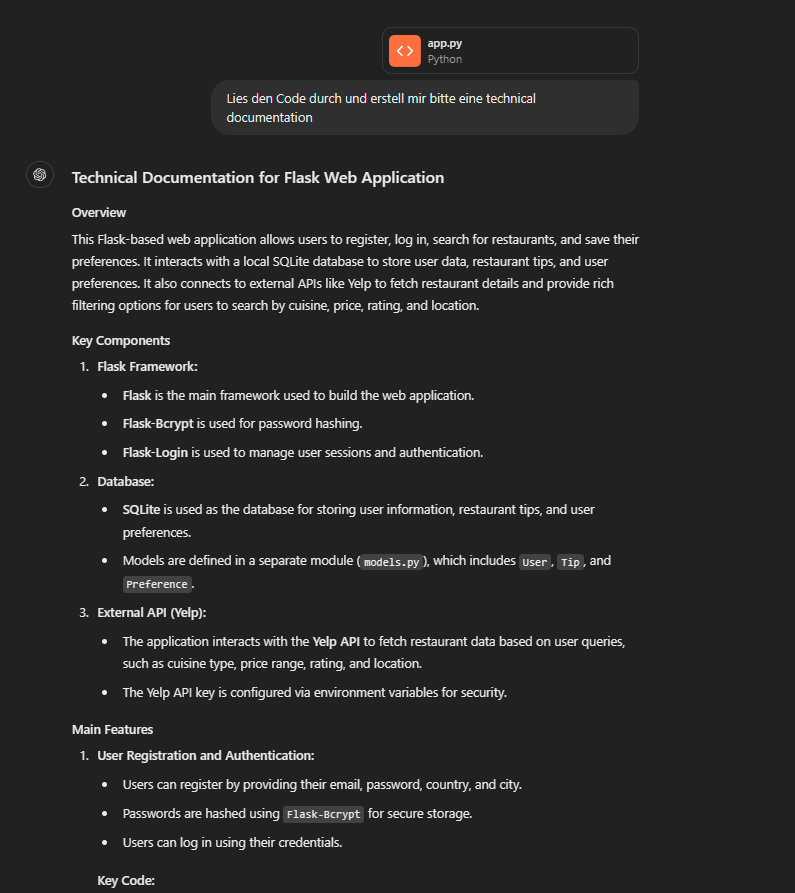 app.py
Python
Lies den Code durch und erstell mir bitte eine technical
documentation
Technical Documentation for Flask Web Application
Overview
This Flask-based web application allows users to register, log in, search for restaurants, and save their
preferences. It interacts with a local SQLite database to store user data, restaurant tips, and user
preferences. It also connects to external APIs like Yelp to fetch restaurant details and provide rich
filtering options for users to search by cuisine, price, rating, and location.
Key Components
1. Flask Framework:
• Flask is the main framework used to build the web application.
• Flask-Bcrypt is used for password hashing.
• Flask-Login is used to manage user sessions and authentication.
2. Database:
• SQLite is used as the database for storing user information, restaurant tips, and user
preferences.
• Models are defined in a separate module (models.py), which includes User, Tip, and
Preference.
3. External API (Yelp):
• The application interacts with the Yelp API to fetch restaurant data based on user queries,
such as cuisine type, price range, rating, and location.
• The Yelp API key is configured via environment variables for security.
Main Features
1. User Registration and Authentication:
• Users can register by providing their email, password, country, and city.
• Passwords are hashed using Flask-Bcrypt for secure storage.
• Users can log in using their credentials.
Key Code: